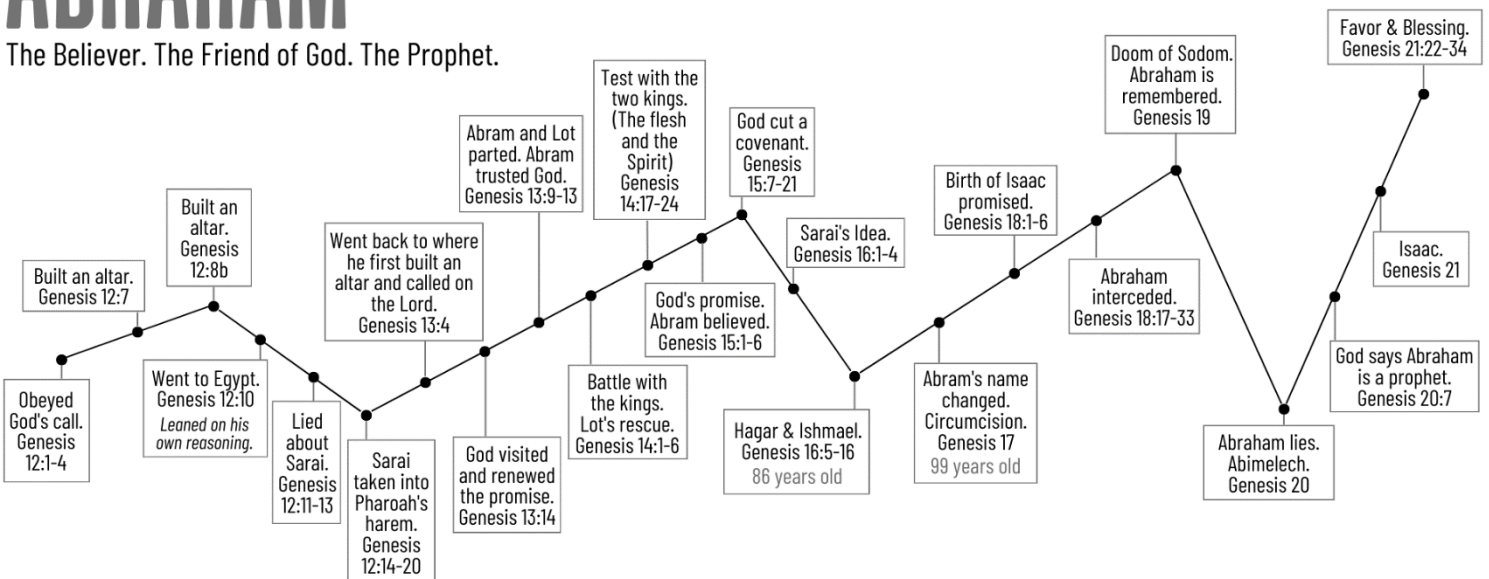 ABRAHAM
The Believer. The Friend of God. The Prophet.
Obeyed
God's call.
Genesis
12:1-4
Built an altar.
Genesis 12:7
Built an
altar.
Genesis
12:8b
Went to Egypt.
Genesis 12:10
Leaned on his
own reasoning.
Lied
about
Sarai.
Genesis
12:11-13
Sarai
taken into
Pharoah's
harem.
Genesis
12:14-20
Went back to where
he first built an
altar and called on
the Lord.
Genesis 13:4
God visited
and renewed
the promise.
Genesis 13:14
Abram and Lot
parted. Abram
trusted God.
Genesis 13:9-13
Battle with
the kings.
Lot's rescue.
Genesis 14:1-6
Test with the
two kings.
(The flesh
and the
Spirit)
Genesis
14:17-24
God's promise.
Abram believed.
Genesis 15:1-6
God cut a
covenant.
Genesis
15:7-21
Sarai's Idea.
Genesis 16:1-4
Hagar & Ishmael.
Genesis 16:5-16
86 years old
Abram's name
changed.
Circumcision.
Genesis 17
99 years old
Birth of Isaac
promised.
Genesis 18:1-6
Abraham
interceded.
Genesis 18:17-33
Doom of Sodom.
Abraham is
remembered.
Genesis 19
Abraham lies.
Abimelech.
Genesis 20
God says Abraham
is a prophet.
Genesis 20:7
Isaac.
Genesis 21
Favor & Blessing.
Genesis 21:22-34